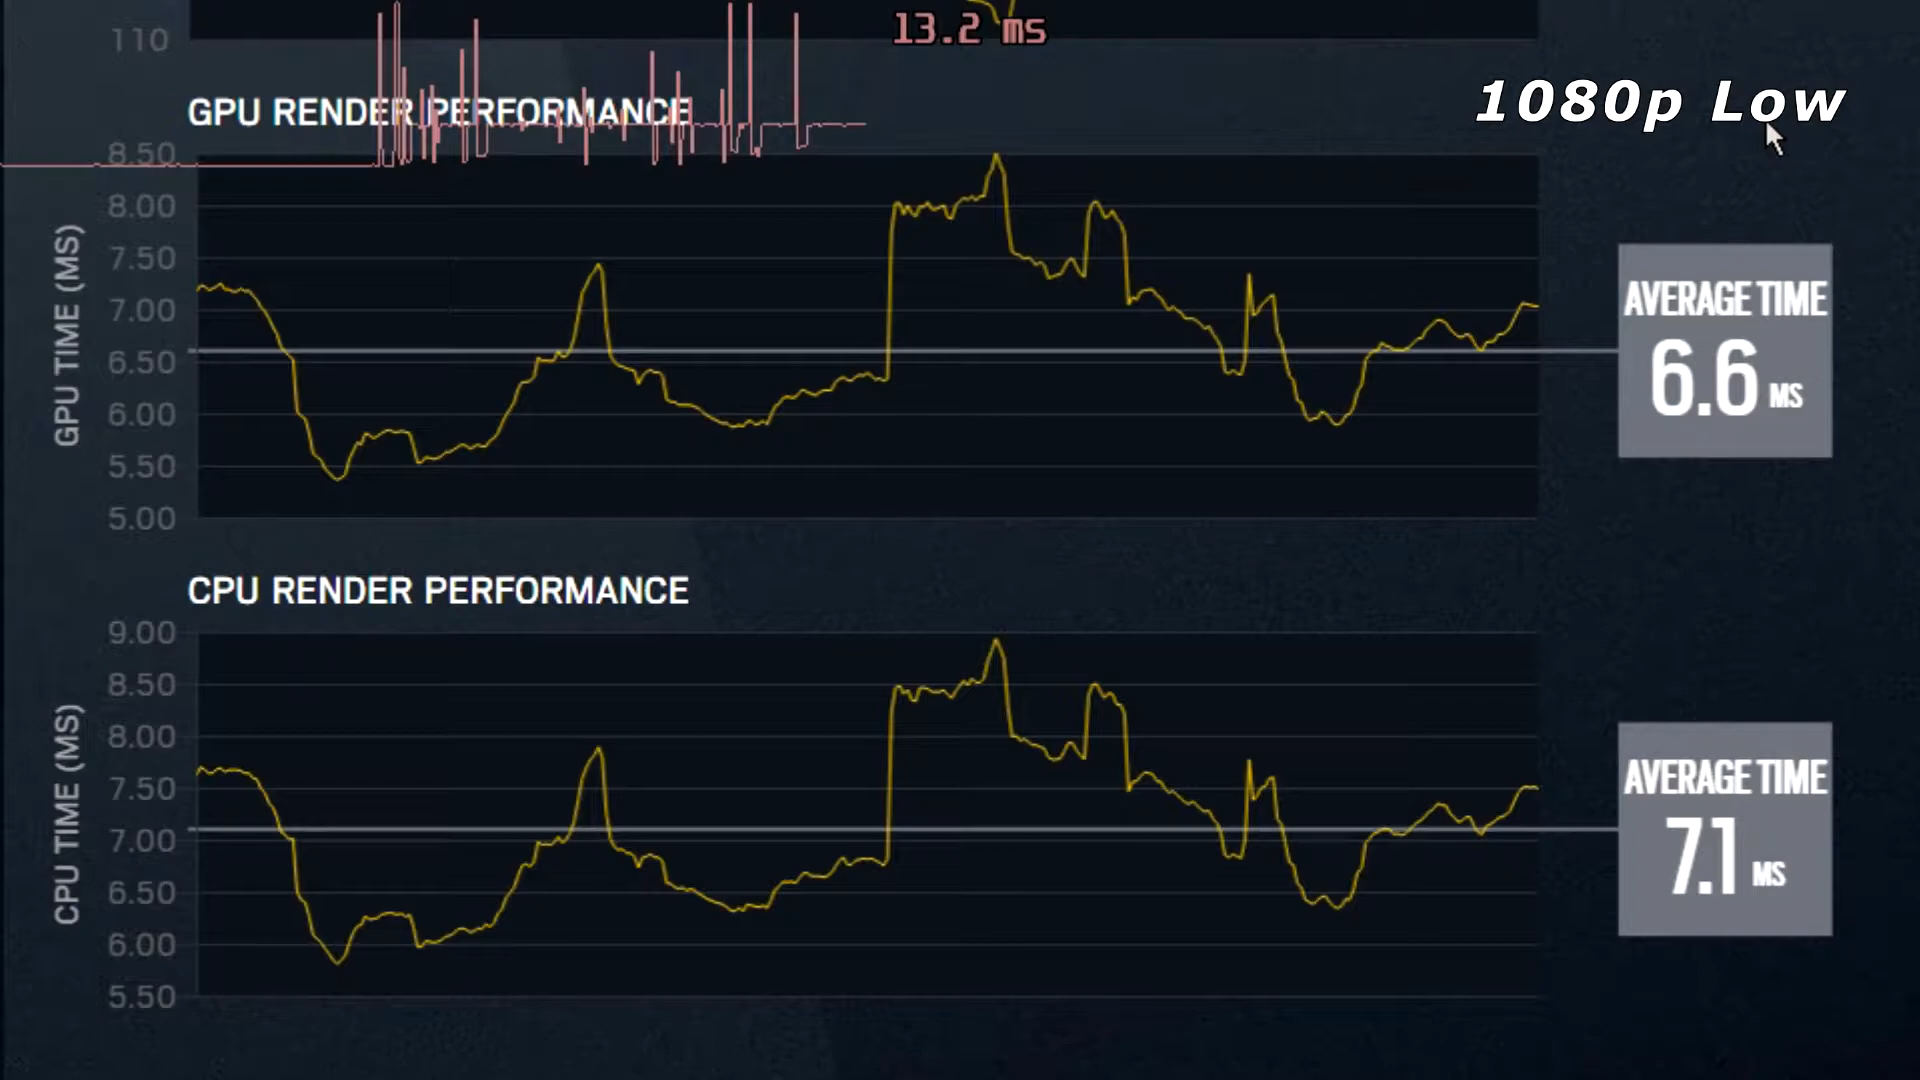 13.2 ms
110
1080p Low
GPU RENDER PERFORMANCE
8.50
8.00
7.50
7.00
6.50
6.00
5.50
5.00
GPU TIME (MS)
AVERAGE TIME
6.6 MS
CPU RENDER PERFORMANCE
9.00
8.50
8.00
7.50
7.00
6.50
6.00
5.50
CPU TIME (MS)
AVERAGE TIME
7.1 MS